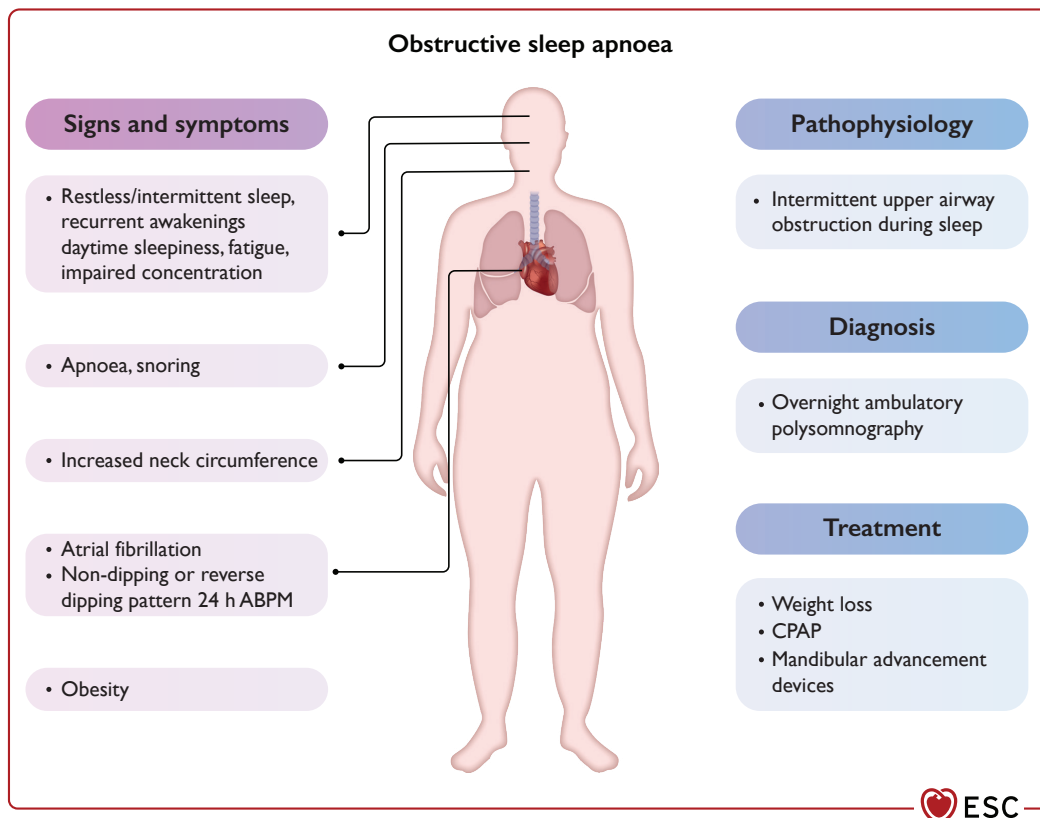 Obstructive sleep apnoea
Signs and symptoms
• Restless/intermittent sleep,
recurrent awakenings
daytime sleepiness, fatigue,
impaired concentration
• Apnoea, snoring
• Increased neck circumference
• Atrial fibrillation
• Non-dipping or reverse
dipping pattern 24 h ABPM
• Obesity
Pathophysiology
• Intermittent upper airway
obstruction during sleep
Diagnosis
• Overnight ambulatory
polysomnography
Treatment
• Weight loss
• CPAP
• Mandibular advancement
devices
ESC